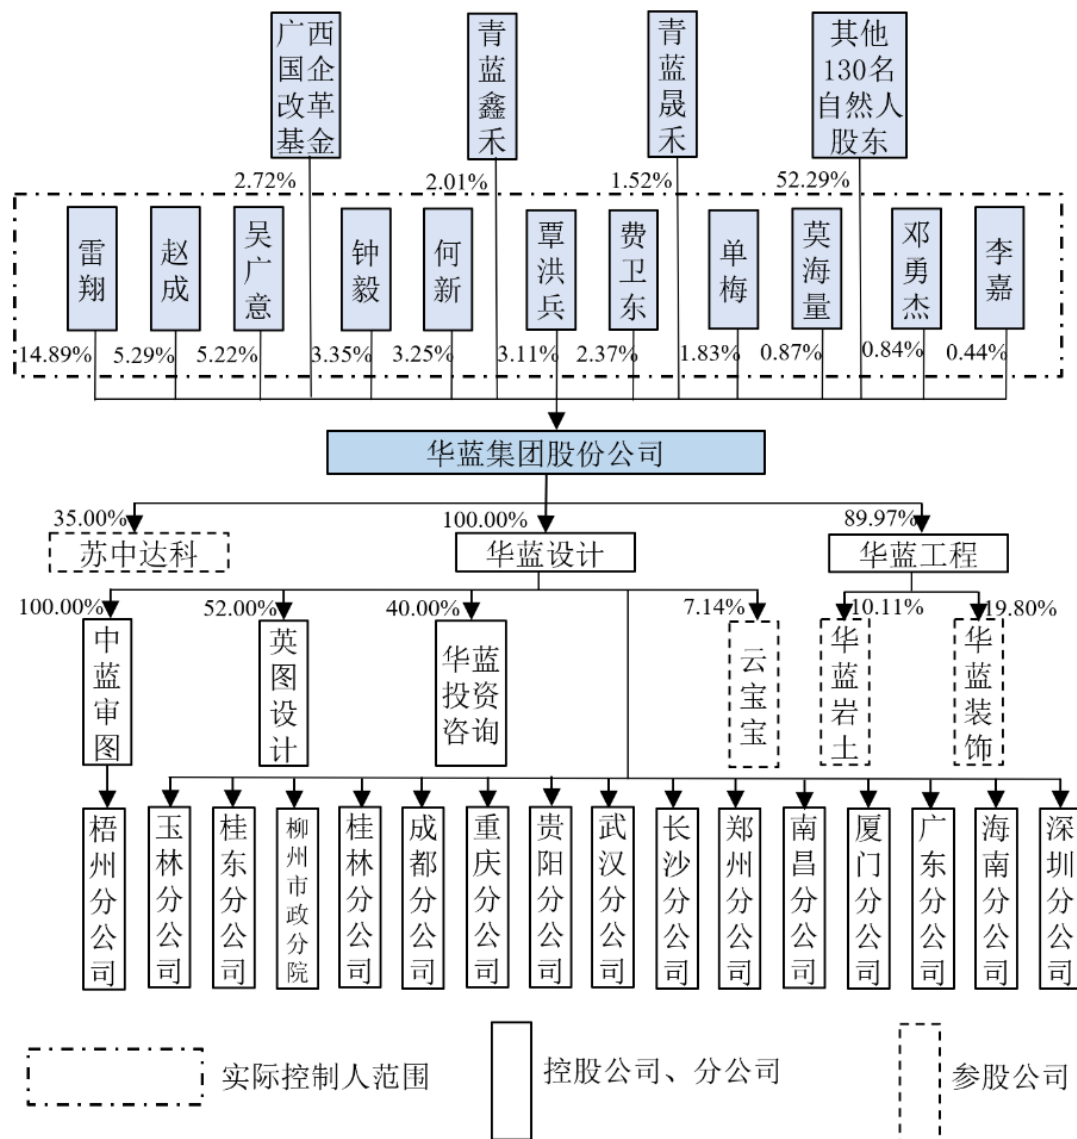 广西
国企
改革
基金
青蓝鑫禾
青蓝晟禾
其他
130名
自然人
股东
2.72%
2.01%
1.52%
52.29%
雷翔
赵成
吴广意
钟毅
何新
覃洪兵
费卫东
单梅
莫海量
邓勇杰
李嘉
14.89%
5.29%
5.22%
3.35%
3.25%
3.11%
2.37%
1.83%
0.87%
0.84%
0.44%
华蓝集团股份公司
35.00%
100.00%
89.97%
苏中达科
华蓝设计
华蓝工程
100.00%
52.00%
40.00%
7.14%
10.11%
19.80%
中蓝审图
英图设计
华蓝
投资
咨询
云宝宝
华蓝岩土
华蓝装饰
梧州分公司
玉林分公司
桂东分公司
柳州市政分院
桂林分公司
成都分公司
重庆分公司
贵阳分公司
武汉分公司
长沙分公司
郑州分公司
南昌分公司
厦门分公司
广东分公司
海南分公司
深圳分公司
实际控制人范围
控股公司、分公司
参股公司